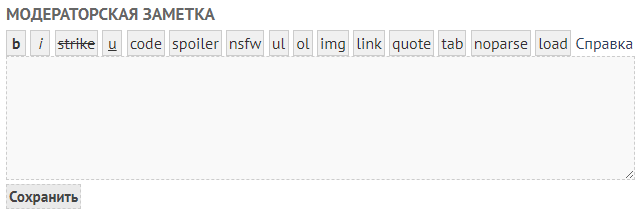 МОДЕРАТОРСКАЯ ЗАМЕТКА
b i strike u code spoiler nsfw ul ol img link quote tab noparse load Справка
Сохранить